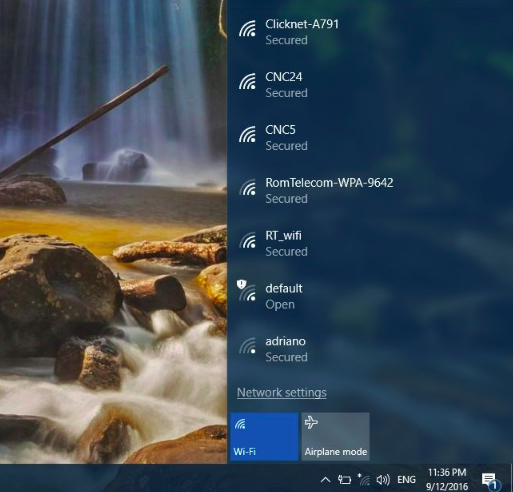 Clicknet-A791
Secured
CNC24
Secured
CNC5
Secured
RomTelecom-WPA-9642
Secured
RT_wifi
Secured
default
Open
adriano
Secured
Network settings
Wi-Fi
Airplane mode
ENG
11:36 PM
9/12/2016
1